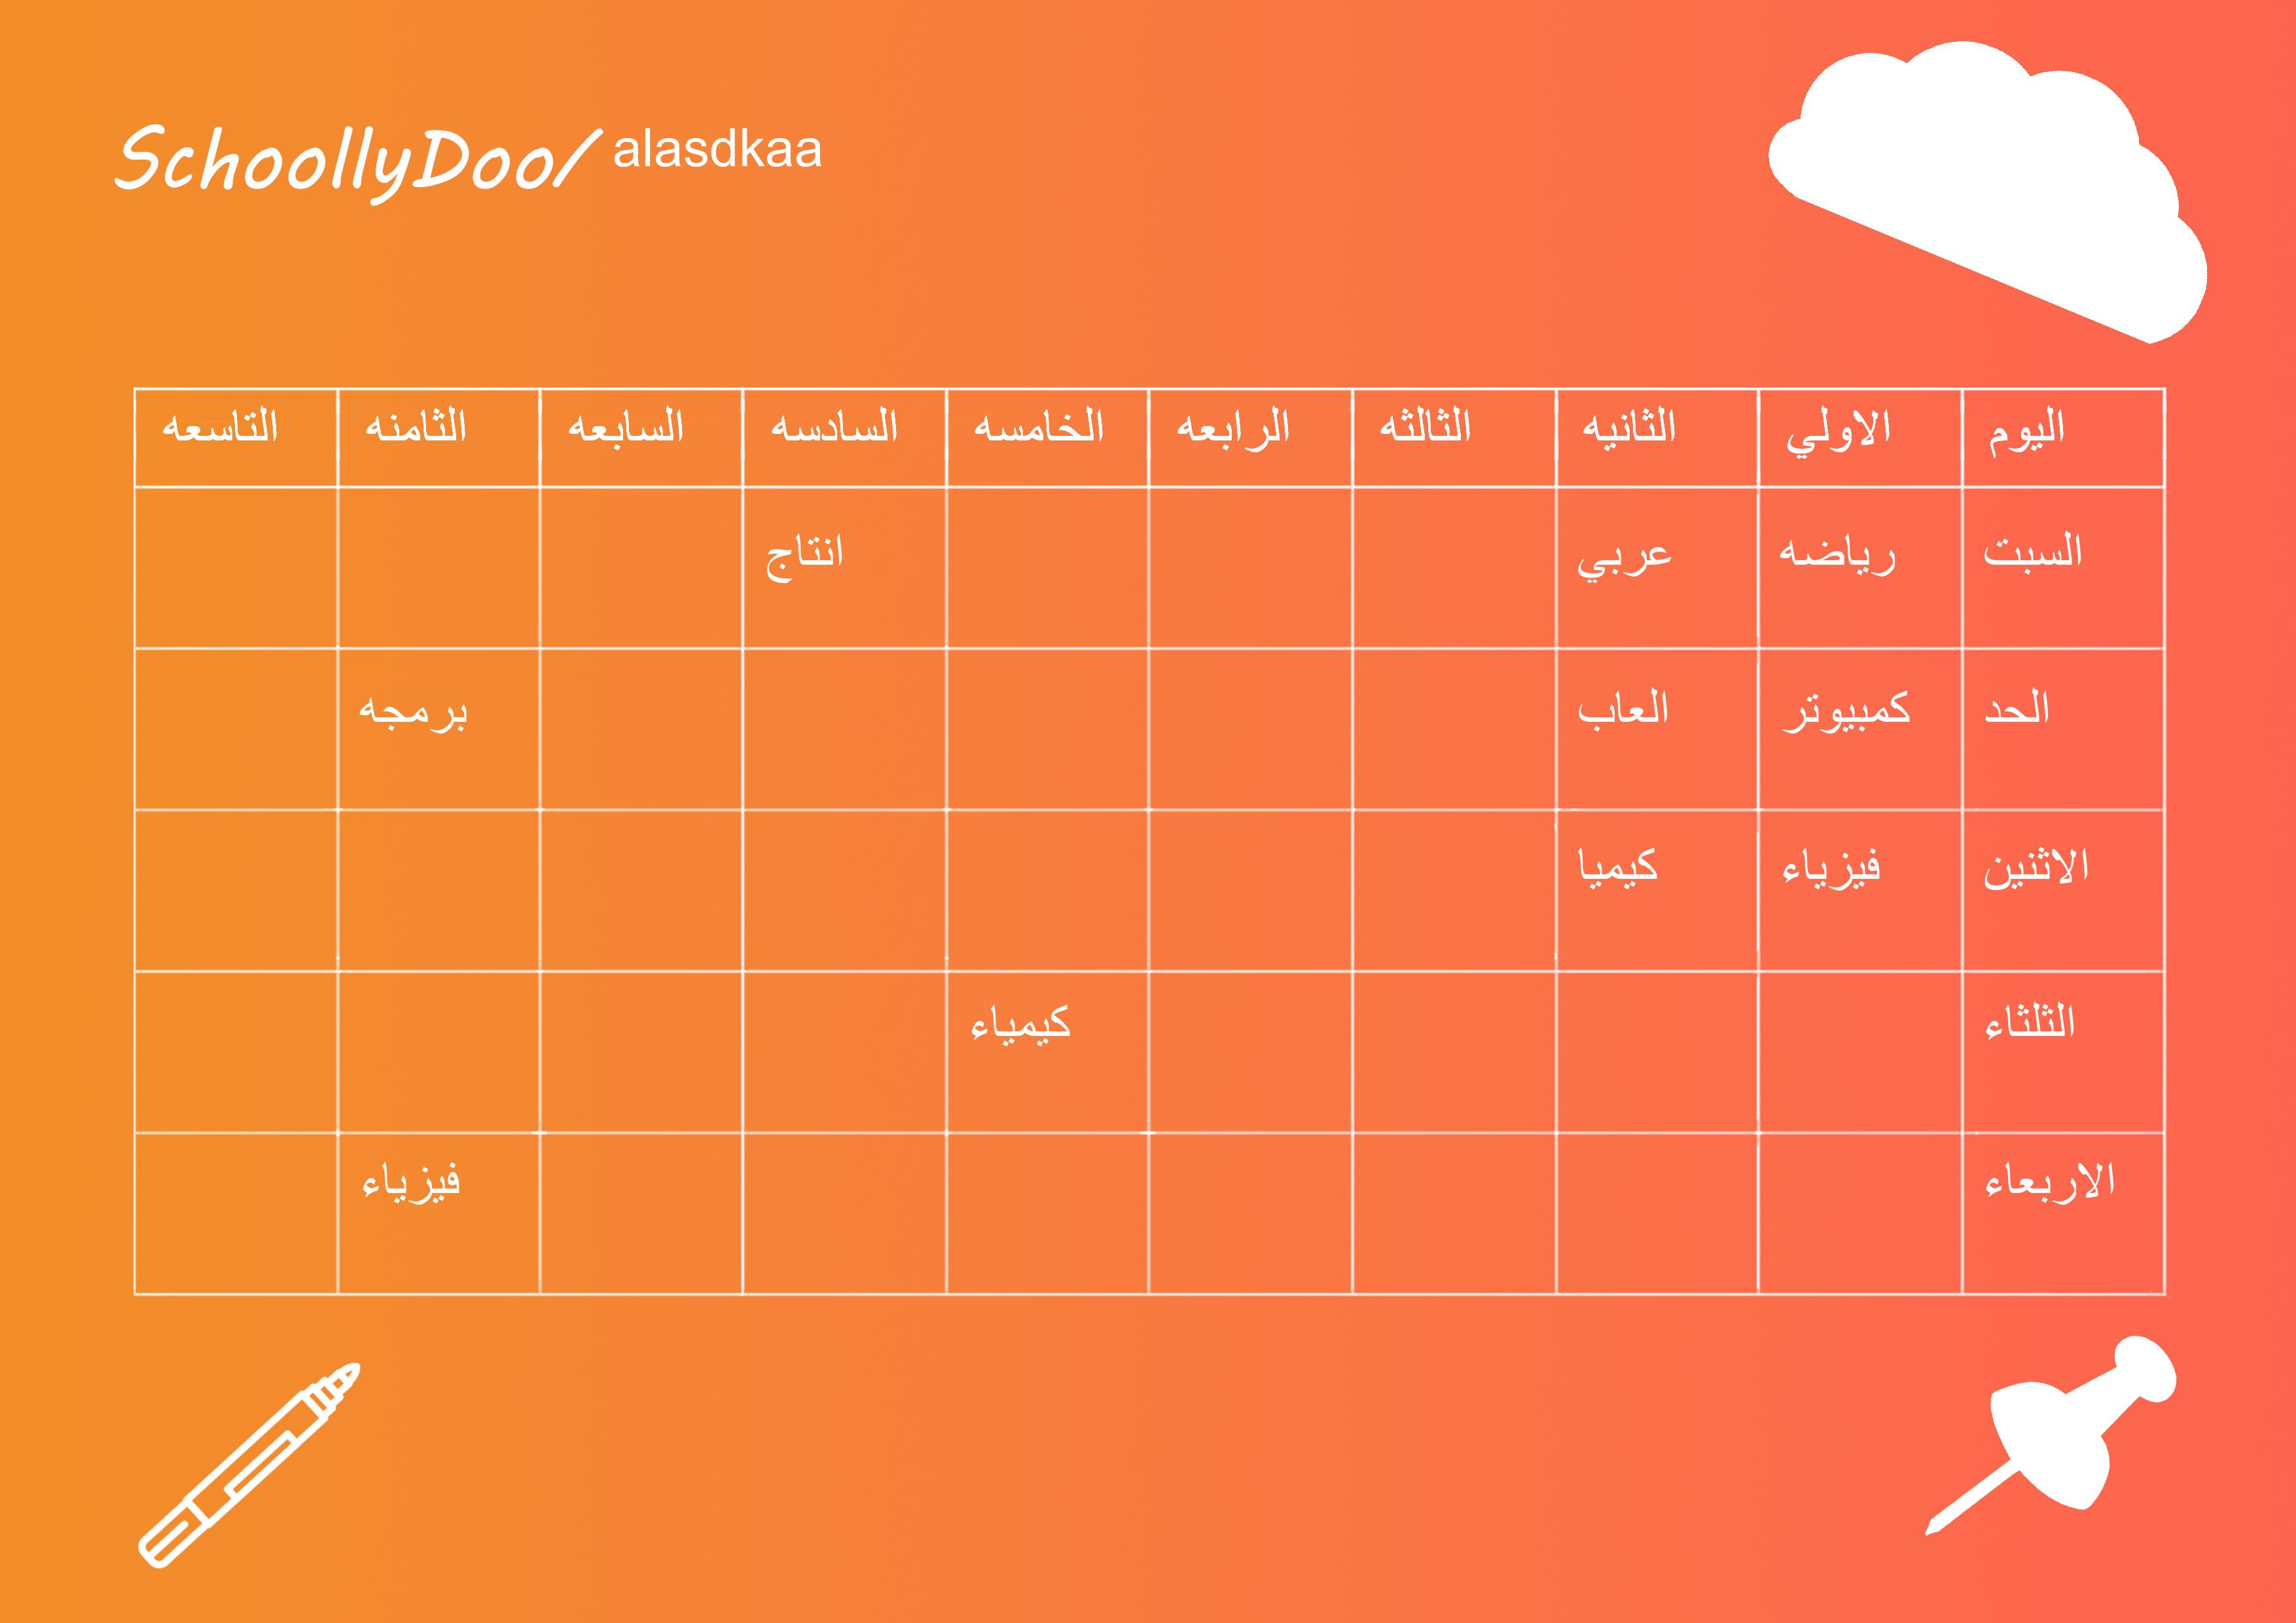 SchoollyDoor alasdkaa
اليوم الاولي الثانيه الثالثه الرابعه الخامسه السادسه السابعه الثامنه التاسعه
السبت رياضه عربي انتاج
الحد كمبيوتر العاب برمجه
الاثنين فيزياء كيميا
الثلثاء كيمياء
الاربعاء فيزياء